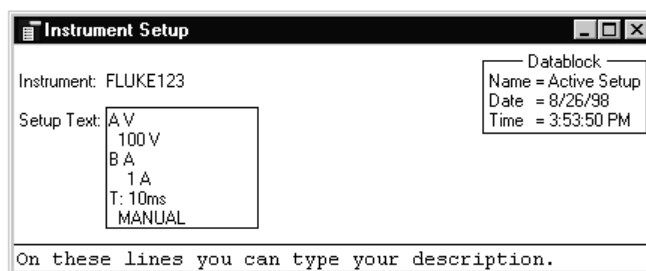 Instrument Setup
Datablock
Instrument: FLUKE123
Name = Active Setup
Date = 8/26/98
Time = 3:53:50 PM
Setup Text: A V
100 V
B A
1 A
T: 10ms
MANUAL
On these lines you can type your description.